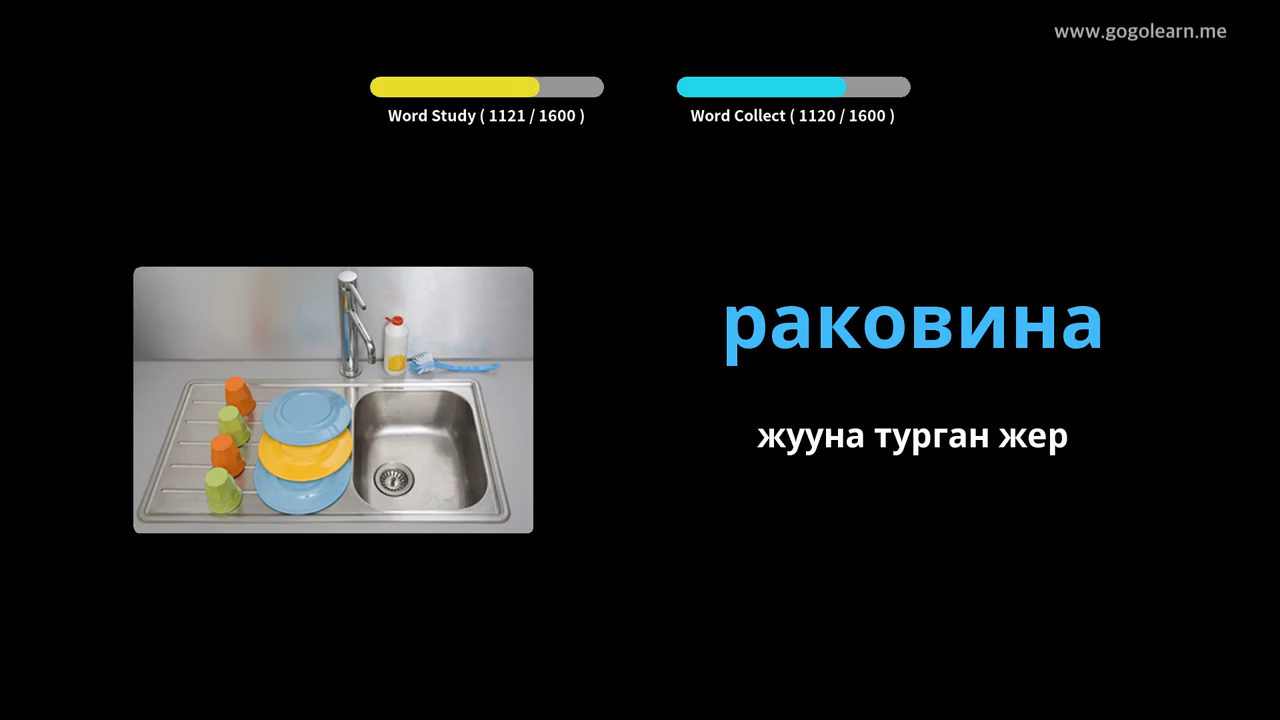 www.gogolearn.me
Word Study ( 1121 / 1600 )
Word Collect ( 1120 / 1600 )
раковина
жууна турган жер